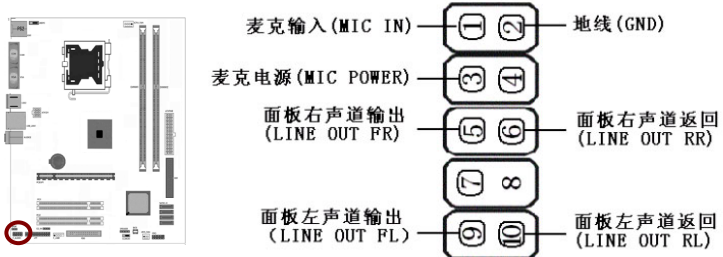 麦克输入(MIC IN)
1
2
地线(GND)
麦克电源(MIC POWER)
3
4
面板右声道输出
(LINE OUT FR)
5
6
面板右声道返回
(LINE OUT RR)
7
8
面板左声道输出
(LINE OUT FL)
9
10
面板左声道返回
(LINE OUT RL)